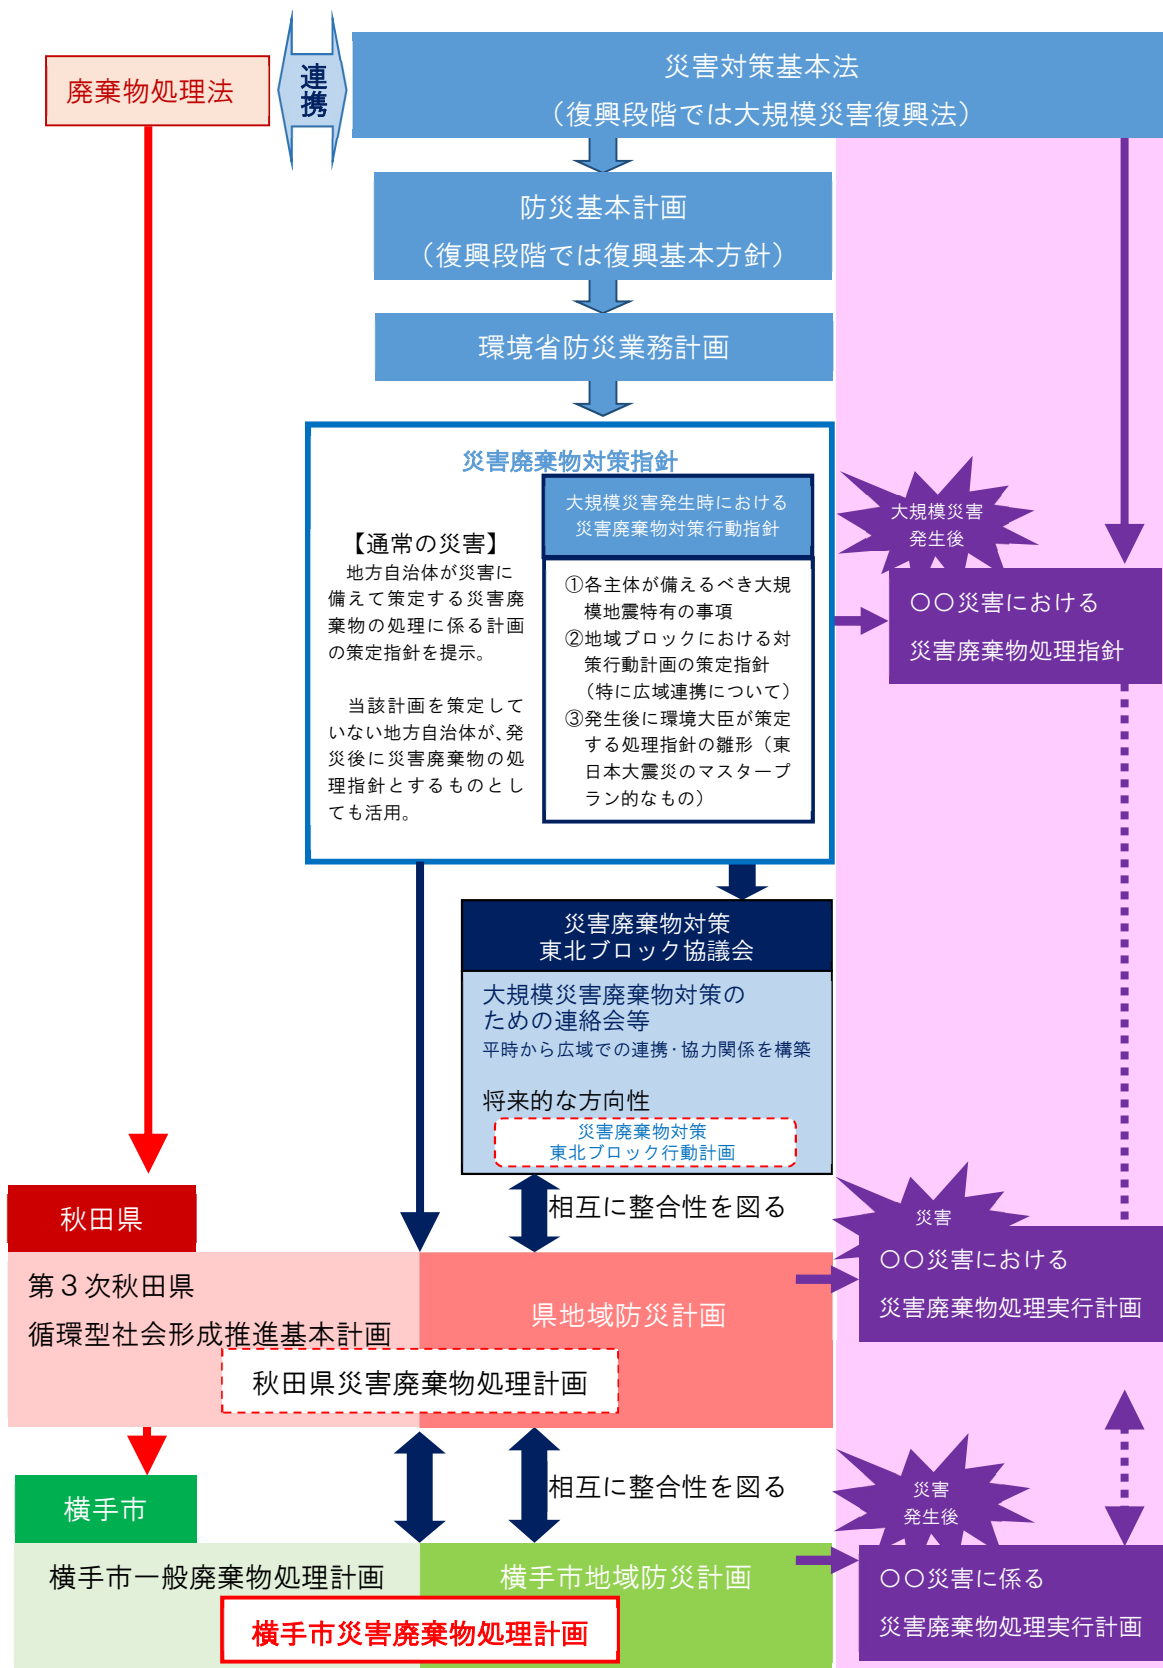 廃棄物処理法
連携
災害対策基本法
（復興段階では大規模災害復興法）
防災基本計画
（復興段階では復興基本方針）
環境省防災業務計画
災害廃棄物対策指針
【通常の災害】
地方自治体が災害に
備えて策定する災害廃
棄物の処理に係る計画
の策定指針を提示。
当該計画を策定して
いない地方自治体が、発
災後に災害廃棄物の処
理指針とするものとし
ても活用。
大規模災害発生時における
災害廃棄物対策行動指針
①各主体が備えるべき大規
模地震特有の事項
②地域ブロックにおける対
策行動計画の策定指針
（特に広域連携について）
③発生後に環境大臣が策定
する処理指針の雛形（東
日本大震災のマスタープ
ラン的なもの）
大規模災害
発生後
〇〇災害における
災害廃棄物処理指針
災害廃棄物対策
東北ブロック協議会
大規模災害廃棄物対策の
ための連絡会等
平時から広域での連携・協力関係を構築
将来的な方向性
災害廃棄物対策
東北ブロック行動計画
相互に整合性を図る
秋田県
第３次秋田県
循環型社会形成推進基本計画
県地域防災計画
秋田県災害廃棄物処理計画
災害
〇〇災害における
災害廃棄物処理実行計画
相互に整合性を図る
横手市
横手市一般廃棄物処理計画
横手市地域防災計画
横手市災害廃棄物処理計画
災害
発生後
〇〇災害に係る
災害廃棄物処理実行計画